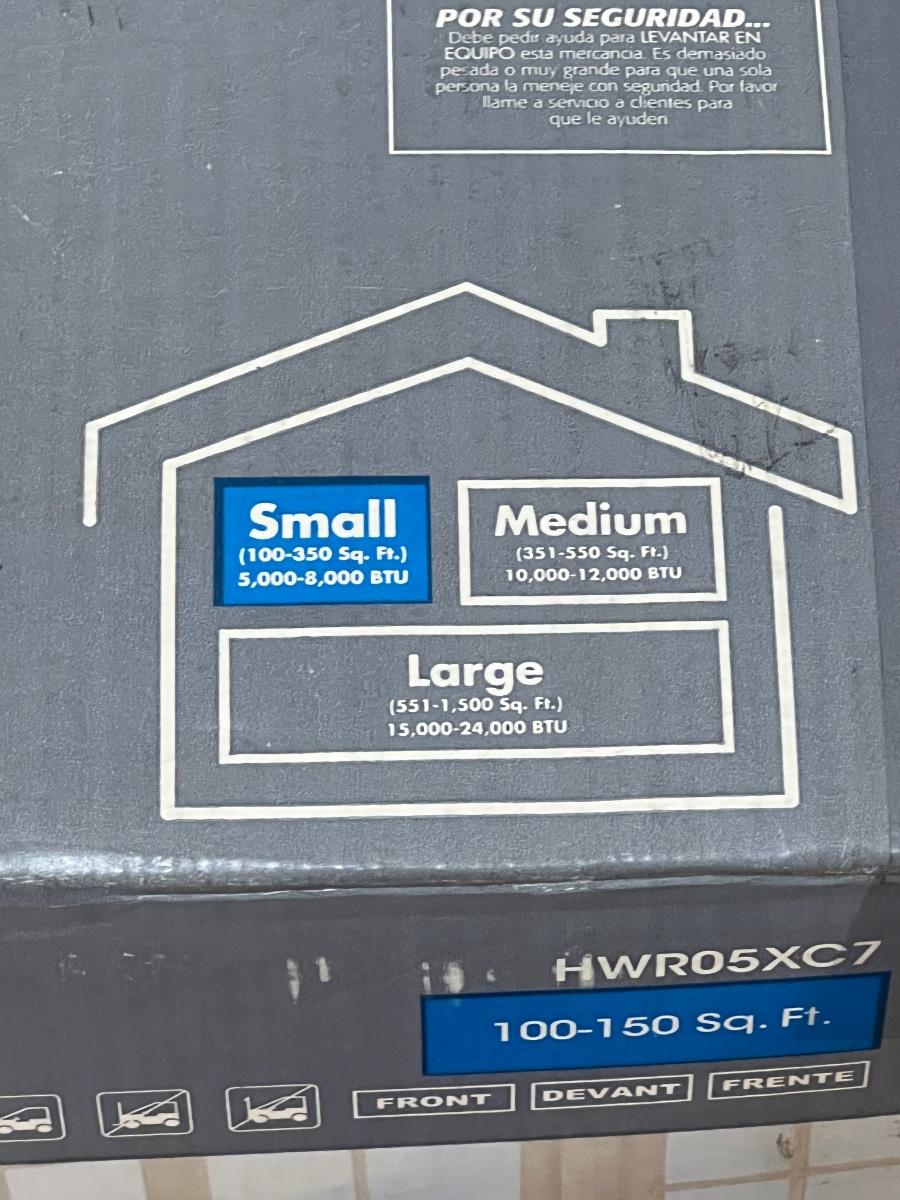 POR SU SEGURIDAD...
Debe pedir ayuda para LEVANTAR EN
EQUIPO esta mercancia. Es demasiado
pesada o muy grande para que una sola
persona la meneje con seguridad. Por favor
llame a servicio a clientes para
que le ayuden
Small
(100-350 Sq. Ft.)
5,000-8,000 BTU
Medium
(351-550 Sq. Ft.)
10,000-12,000 BTU
Large
(551-1,500 Sq. Ft.)
15,000-24,000 BTU
HWR05XC7
100-150 Sq. Ft.
FRONT DEVANT FRENTE